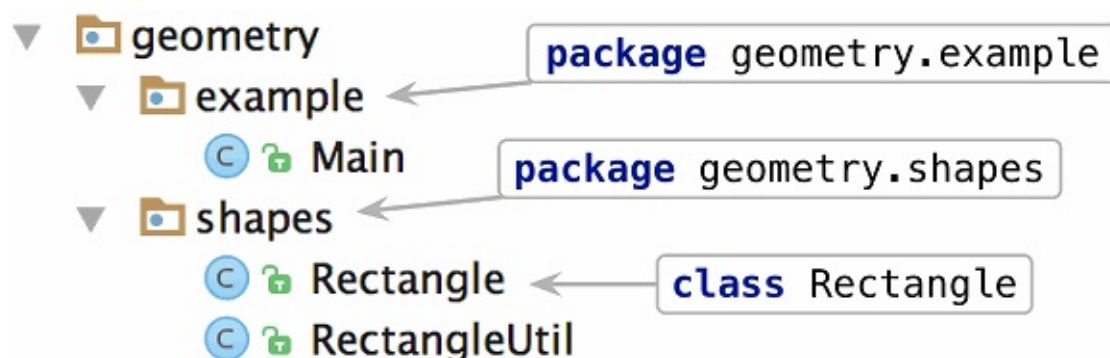 geometry
package geometry.example
example
Main
package geometry.shapes
shapes
Rectangle
class Rectangle
RectangleUtil